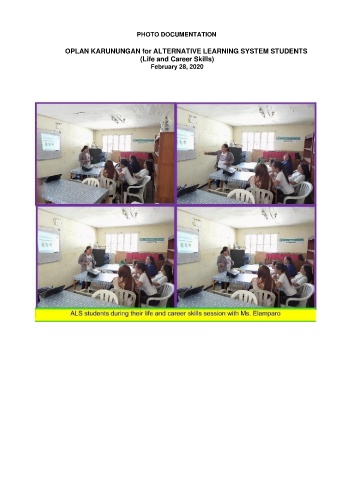 PHOTO DOCUMENTATION
OPLAN KARUNUNGAN for ALTERNATIVE LEARNING SYSTEM STUDENTS
(Life and Career Skills)
February 28, 2020
ALS students during their life and career skills session with Ms. Elamparo